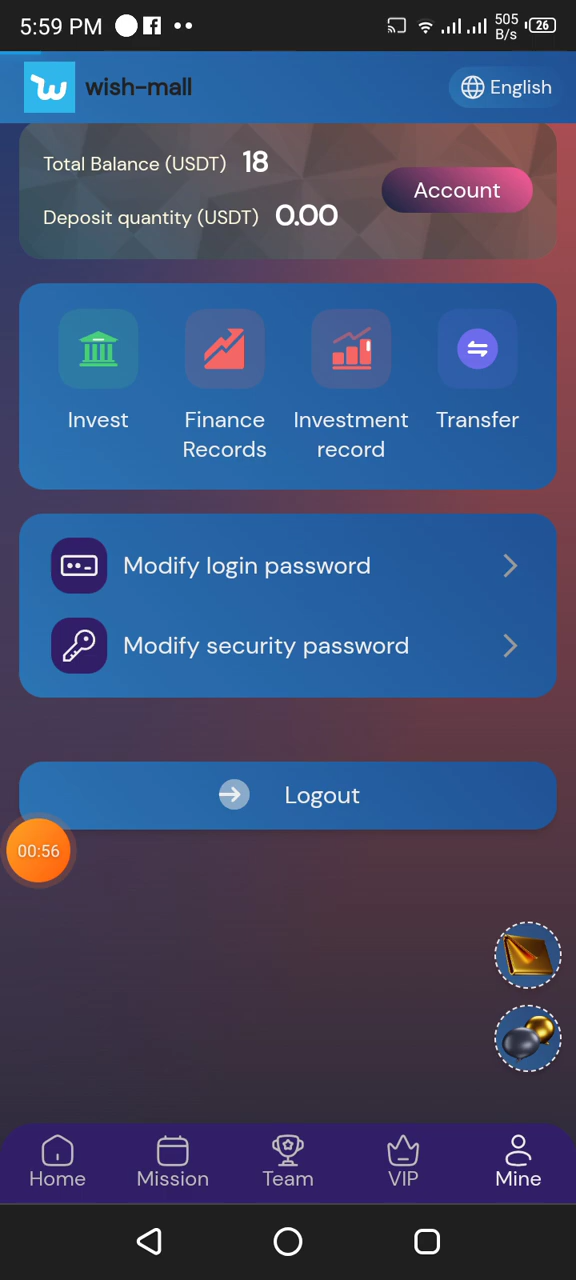 5:59 PM
505
B/s
26
wish-mall
English
Total Balance (USDT) 18
Account
Deposit quantity (USDT) 0.00
Invest
Finance
Records
Investment
record
Transfer
Modify login password
Modify security password
Logout
00:56
Home
Mission
Team
VIP
Mine